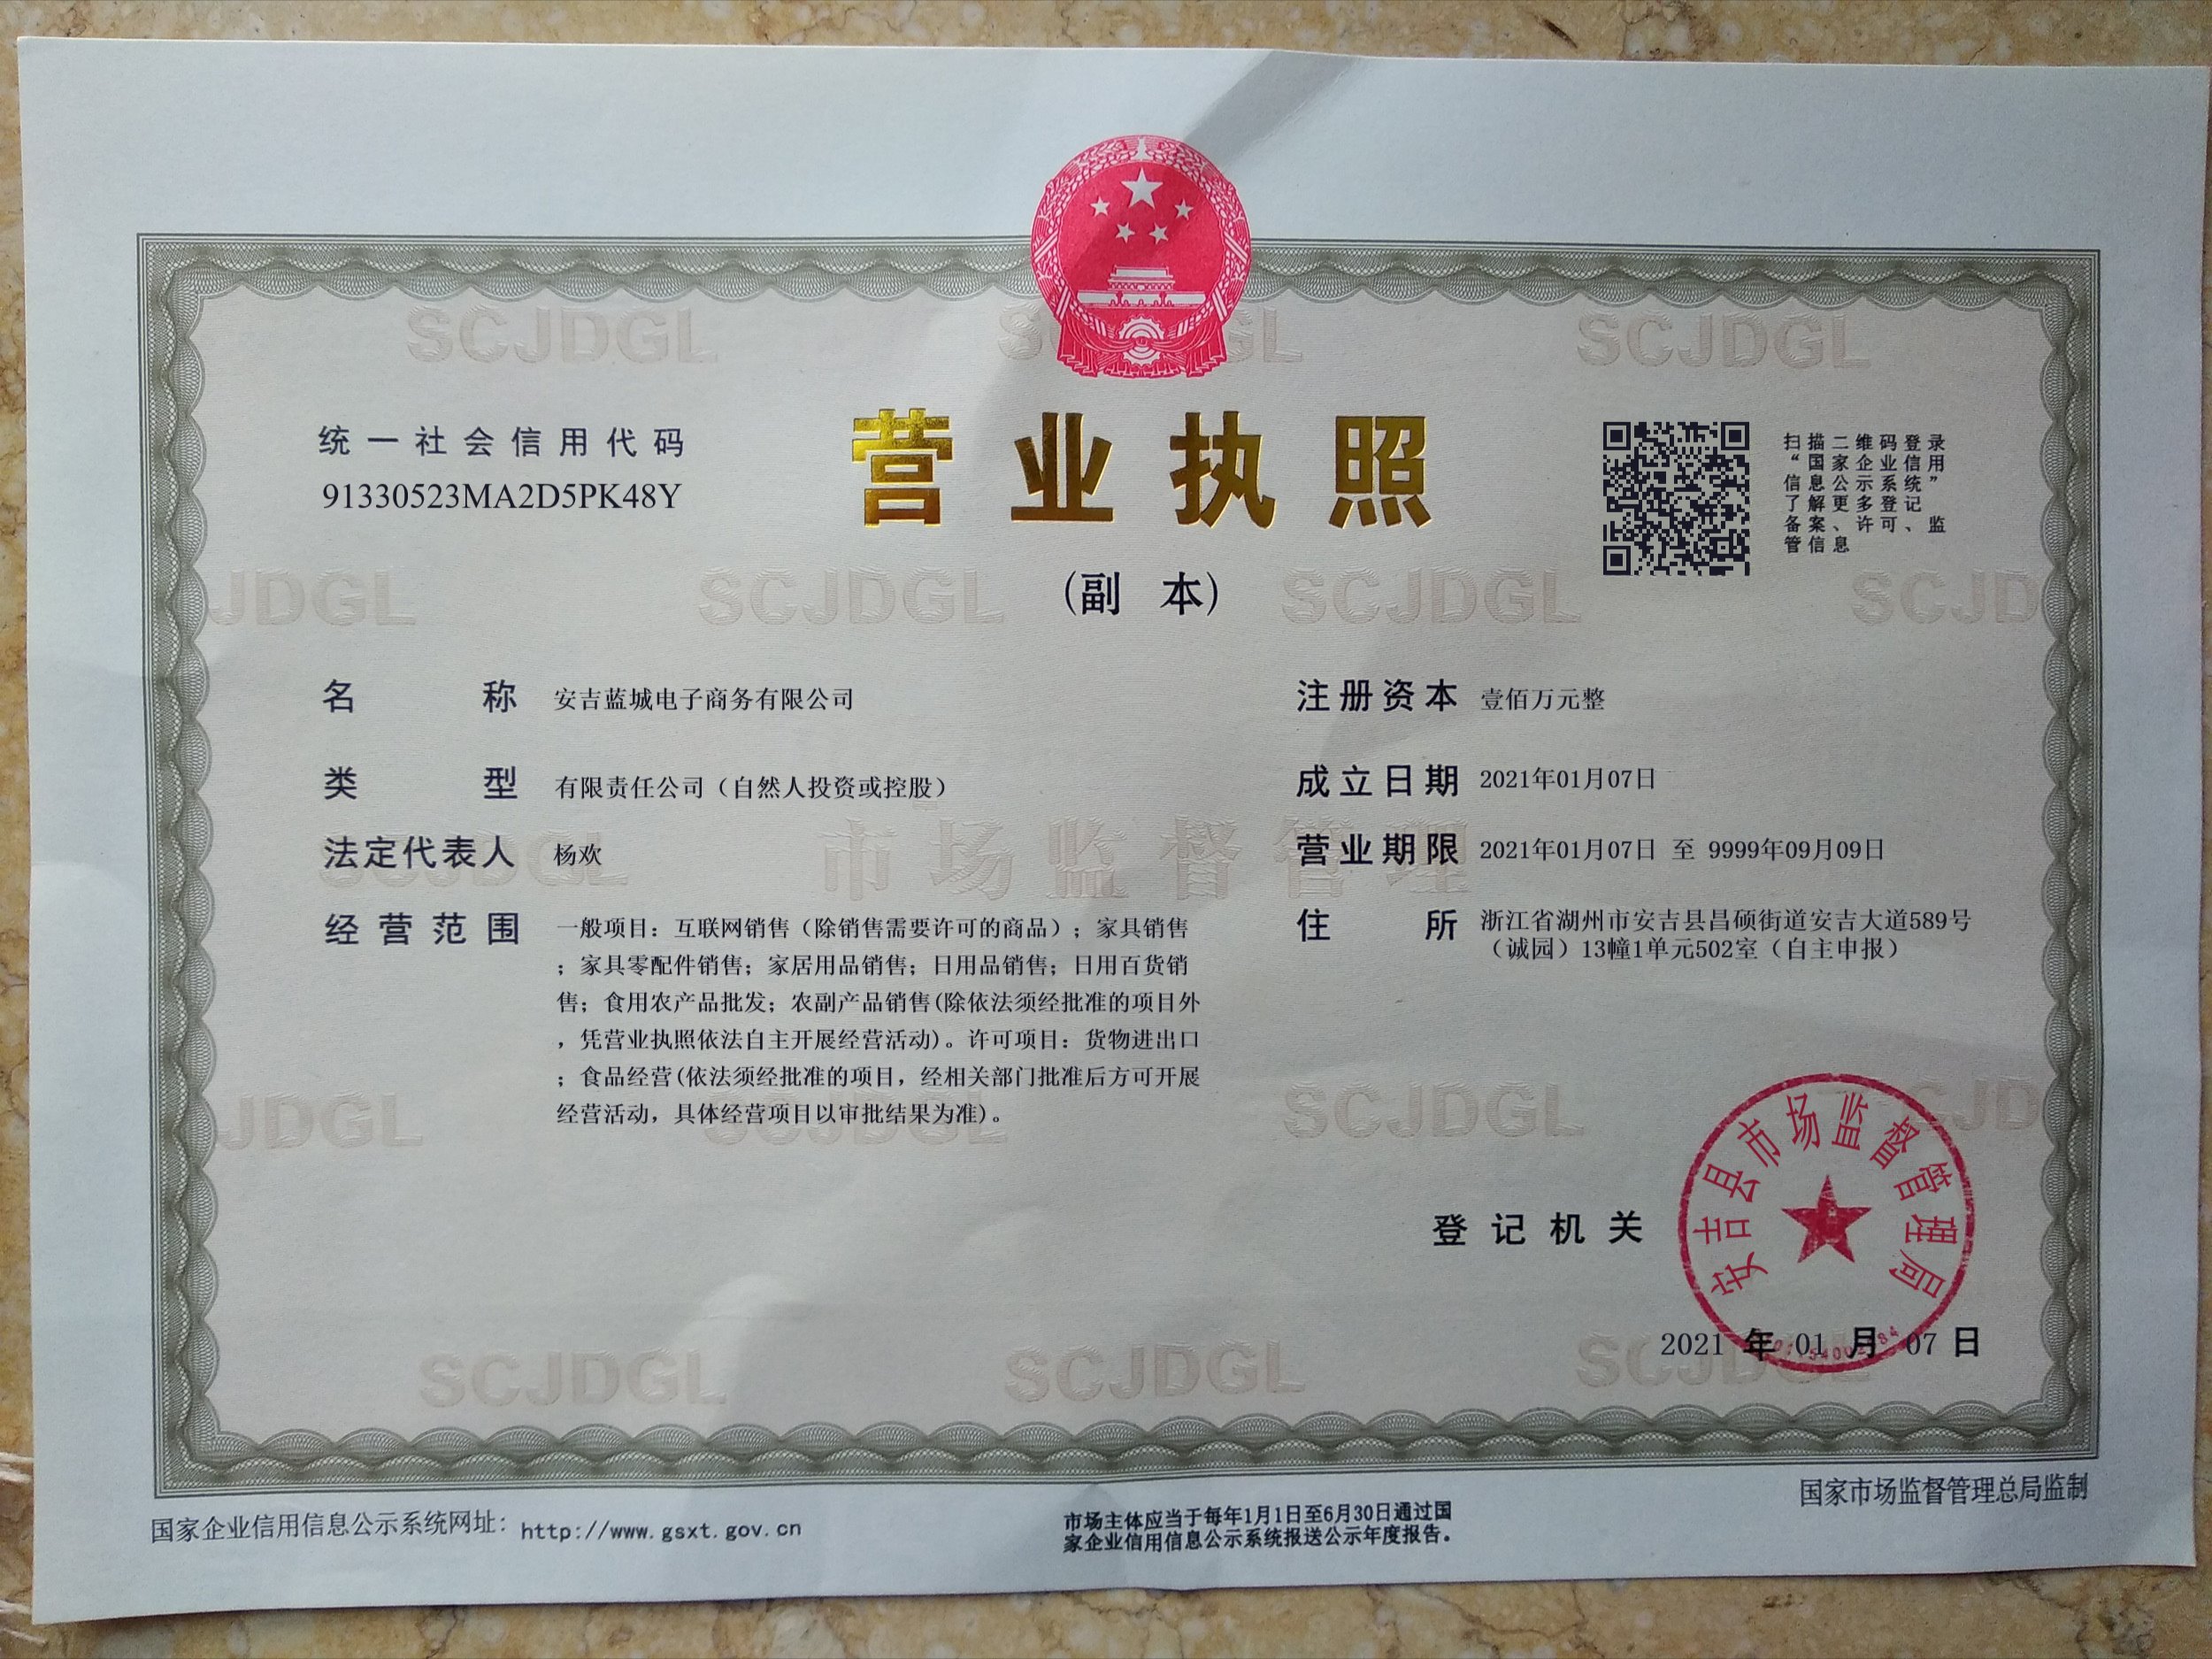 统一社会信用代码
91330523MA2D5PK48Y
营业执照
(副 本)
扫描二维码登录
“国家企业信用
信息公示系统”
了解更多登记、
备案、许可、监
管信息
名 称 安吉蓝城电子商务有限公司
类 型 有限责任公司（自然人投资或控股）
法定代表人 杨欢
经营范围 一般项目：互联网销售（除销售需要许可的商品）；家具销售
；家具零配件销售；家居用品销售；日用品销售；日用百货销
售；食用农产品批发；农副产品销售(除依法须经批准的项目外
，凭营业执照依法自主开展经营活动)。许可项目：货物进出口
；食品经营(依法须经批准的项目，经相关部门批准后方可开展
经营活动，具体经营项目以审批结果为准)。
注册资本 壹佰万元整
成立日期 2021年01月07日
营业期限 2021年01月07日 至 9999年09月09日
住 所 浙江省湖州市安吉县昌硕街道安吉大道589号
（诚园）13幢1单元502室（自主申报）
登记机关
安吉县市场监督管理局
2021 年 01 月 07 日
SCJDGL
市场监督管理
国家企业信用信息公示系统网址：http://www.gsxt.gov.cn
市场主体应当于每年1月1日至6月30日通过国
家企业信用信息公示系统报送公示年度报告。
国家市场监督管理总局监制